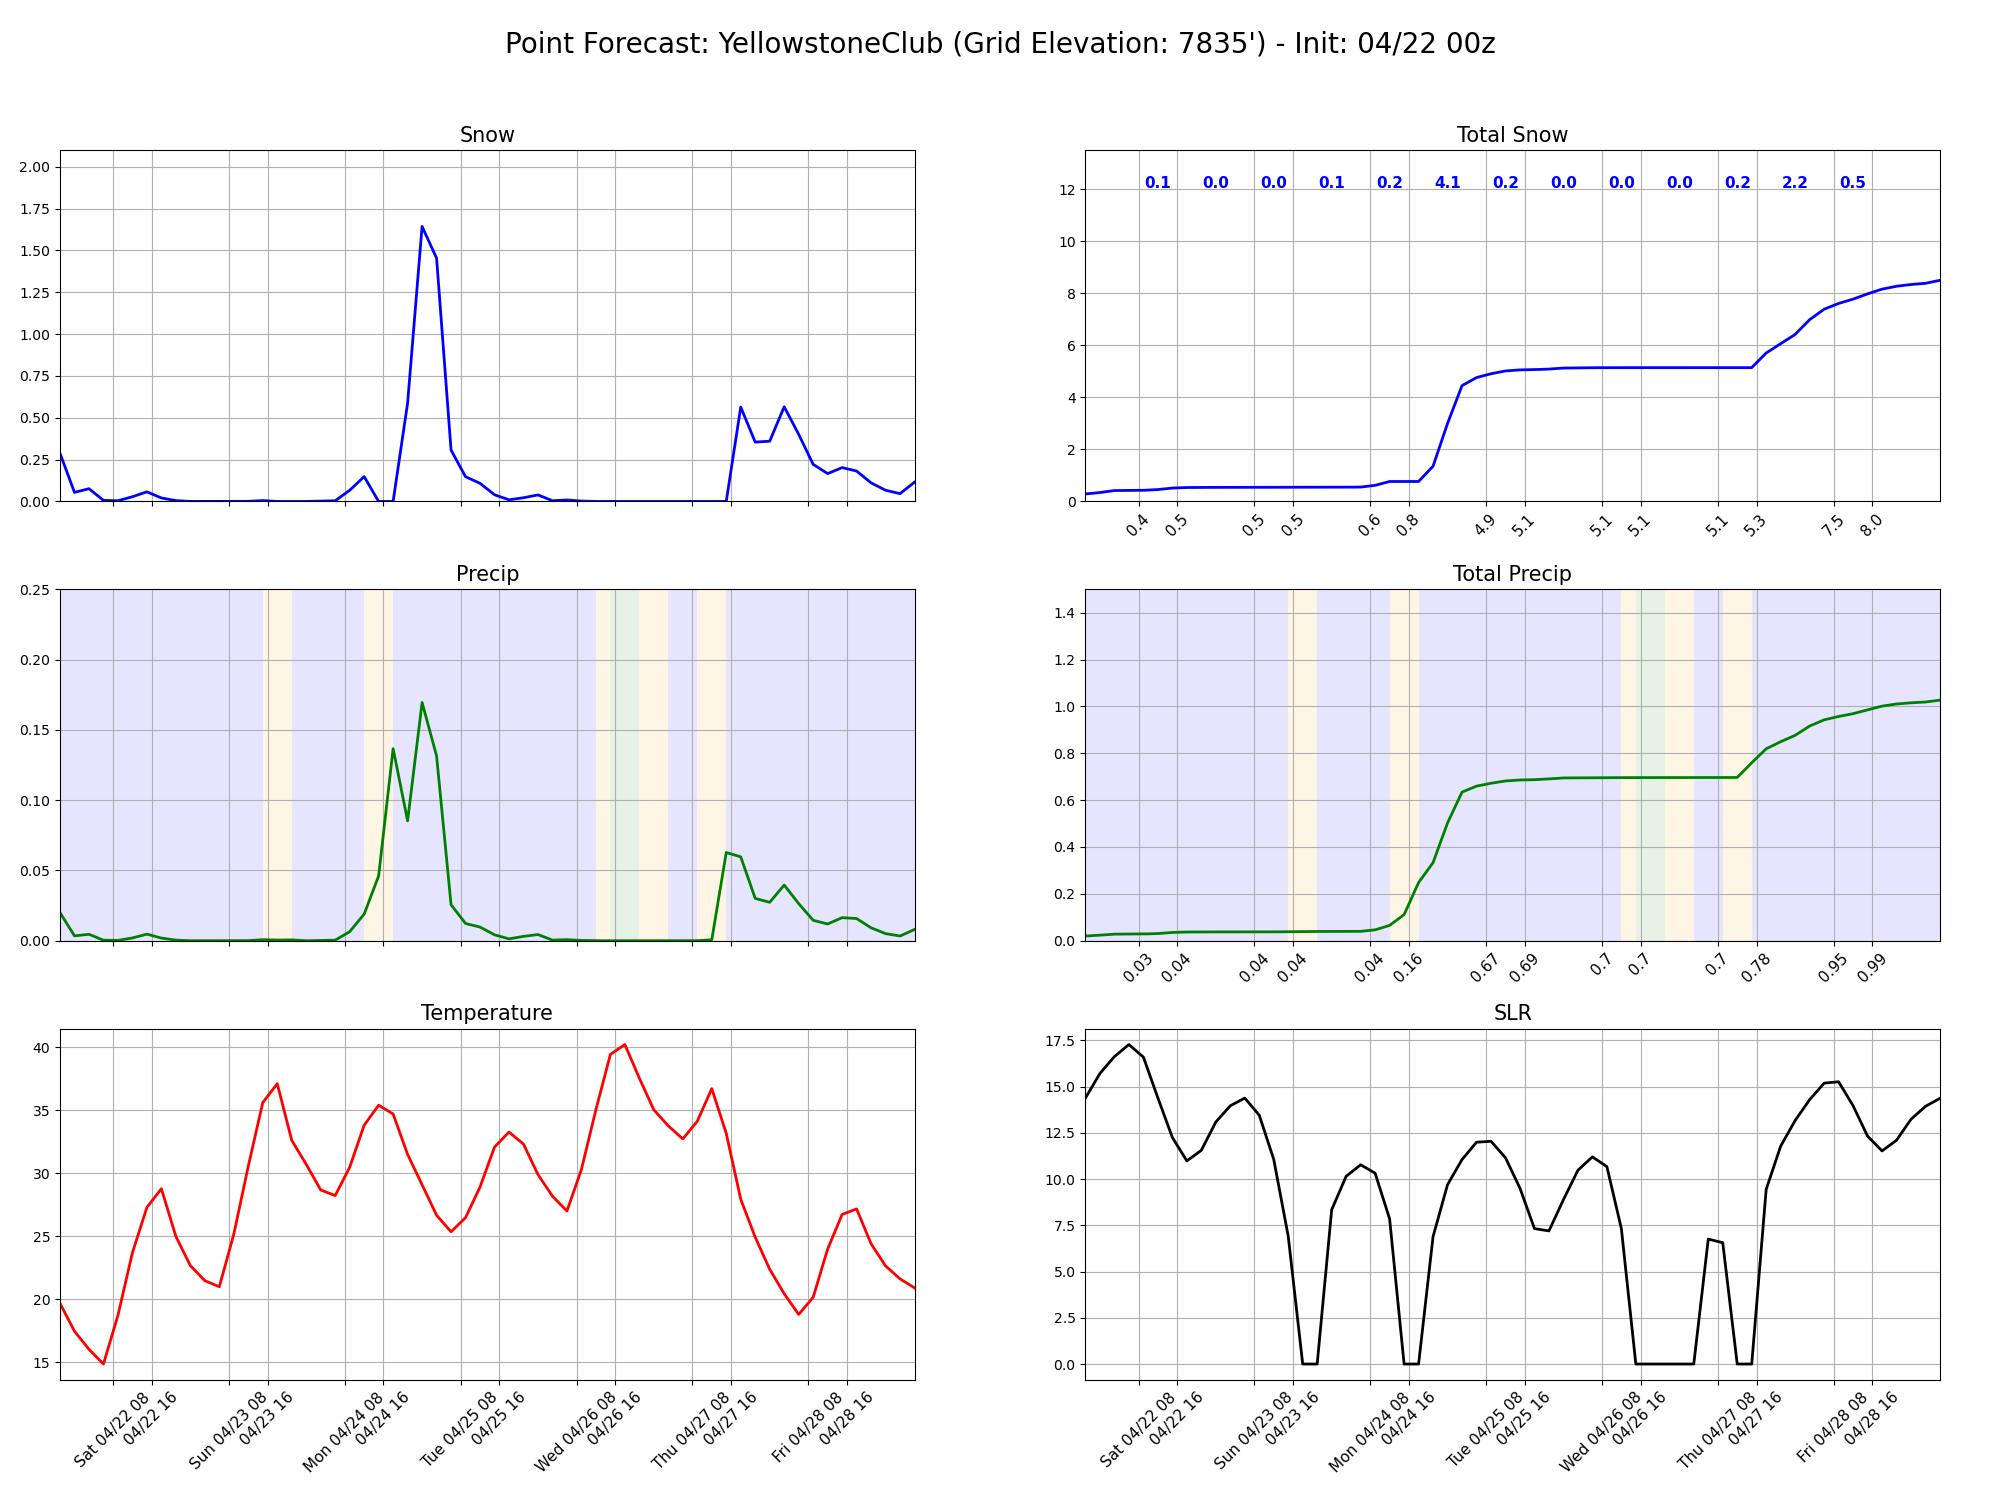 Point Forecast: YellowstoneClub (Grid Elevation: 7835') - Init: 04/22 00z
Snow
2.00
1.75
1.50
1.25
1.00
0.75
0.50
0.25
0.00
Total Snow
0.1 0.0 0.0 0.1 0.2 4.1 0.2 0.0 0.0 0.0 0.2 2.2 0.5
12
10
8
6
4
2
0
0.4 0.5 0.5 0.5 0.6 0.8 4.9 5.1 5.1 5.1 5.1 5.3 7.5 8.0
Precip
0.25
0.20
0.15
0.10
0.05
0.00
Total Precip
1.4
1.2
1.0
0.8
0.6
0.4
0.2
0.0
0.03 0.04 0.04 0.04 0.04 0.16 0.67 0.69 0.7 0.7 0.7 0.78 0.95 0.99
Temperature
40
35
30
25
20
15
Sat 04/22 08
04/22 16
Sun 04/23 08
04/23 16
Mon 04/24 08
04/24 16
Tue 04/25 08
04/25 16
Wed 04/26 08
04/26 16
Thu 04/27 08
04/27 16
Fri 04/28 08
04/28 16
SLR
17.5
15.0
12.5
10.0
7.5
5.0
2.5
0.0
Sat 04/22 08
04/22 16
Sun 04/23 08
04/23 16
Mon 04/24 08
04/24 16
Tue 04/25 08
04/25 16
Wed 04/26 08
04/26 16
Thu 04/27 08
04/27 16
Fri 04/28 08
04/28 16